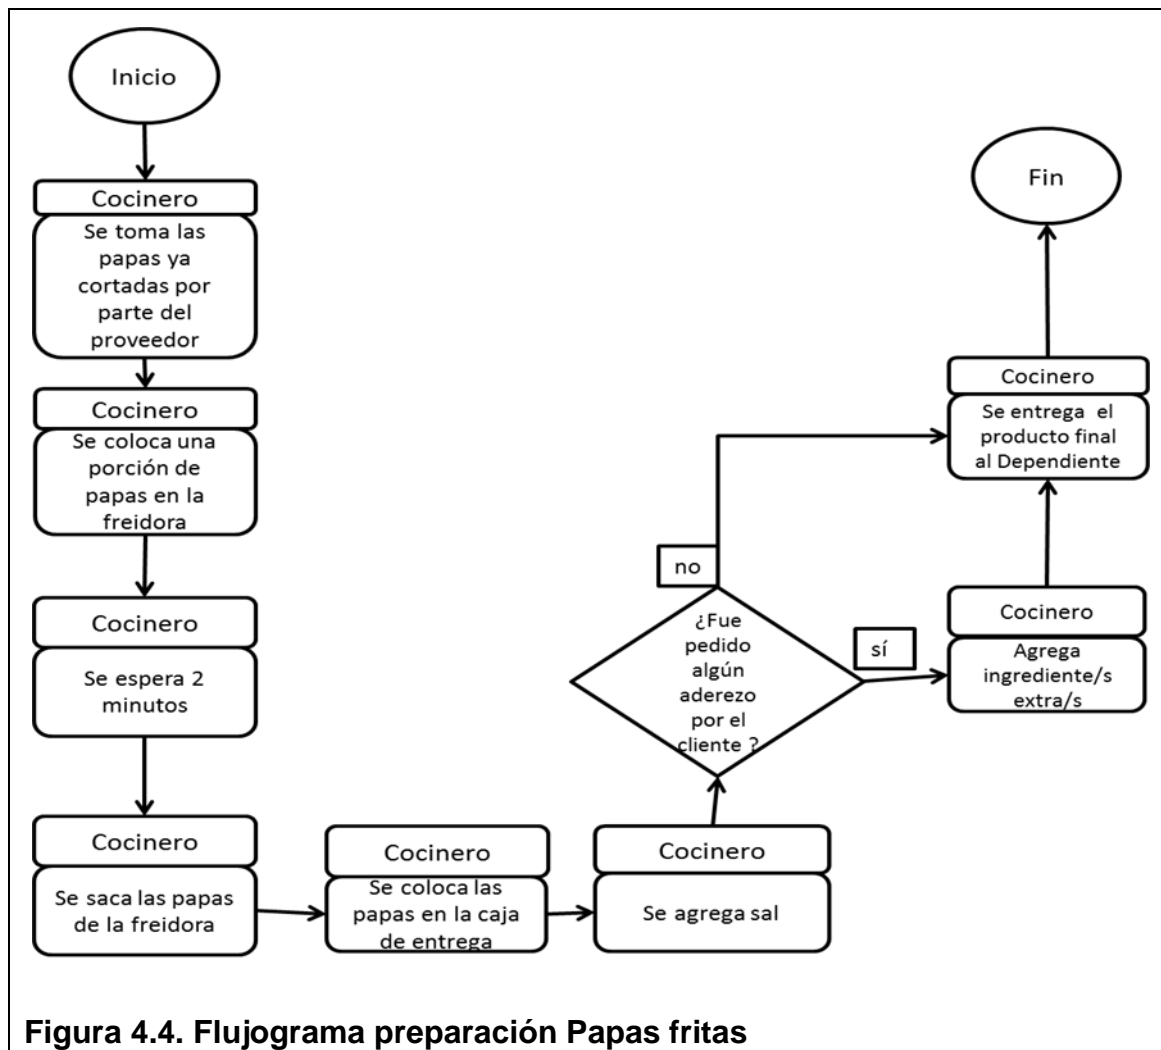 Inicio
Cocinero
Se toma las
papas ya
cortadas por
parte del
proveedor
Cocinero
Se coloca una
porción de
papas en la
freidora
Cocinero
Se espera 2
minutos
Cocinero
Se saca las papas
de la freidora
Cocinero
Se coloca las
papas en la caja
de entrega
Cocinero
Se agrega sal
¿Fue
pedido
algún
aderezo
por el
cliente ?
no
sí
Cocinero
Agrega
ingrediente/s
extra/s
Cocinero
Se entrega el
producto final
al Dependiente
Fin
Figura 4.4. Flujograma preparación Papas fritas